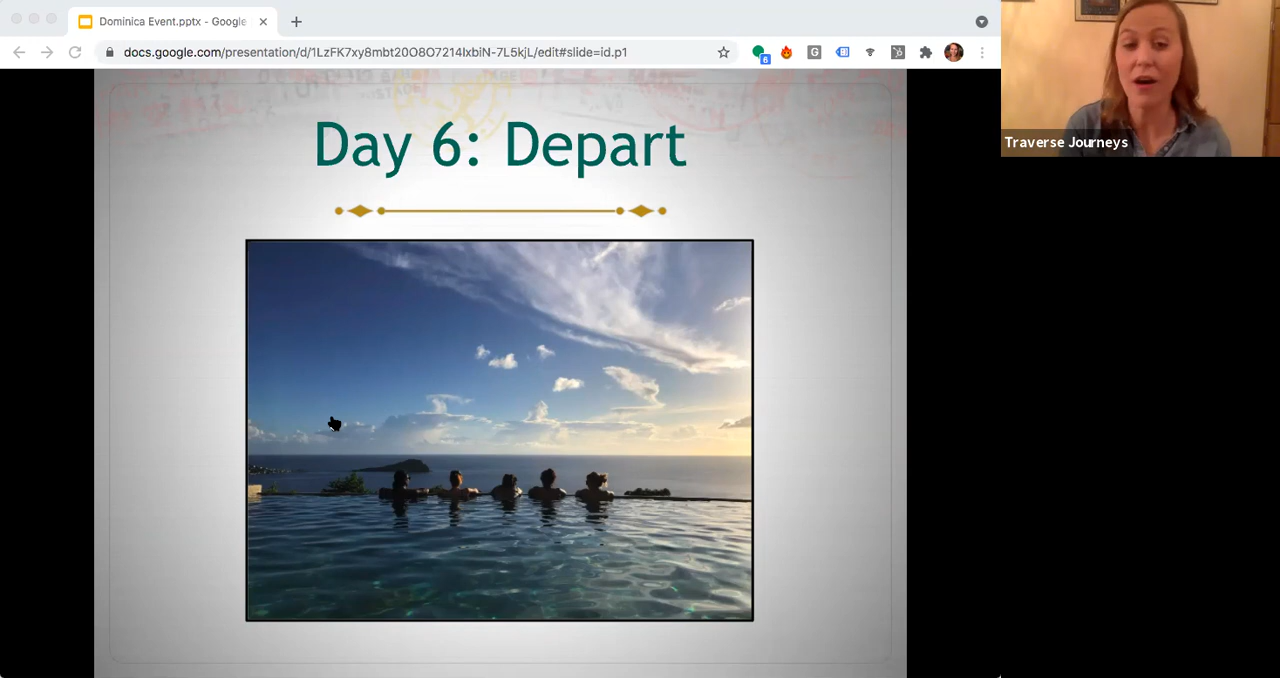 Dominica Event.pptx - Google
docs.google.com/presentation/d/1LzFK7xy8mbt20O8O7214lxbiN-7L5kjL/edit#slide=id.p1
6
G
Traverse Journeys
Day 6: Depart